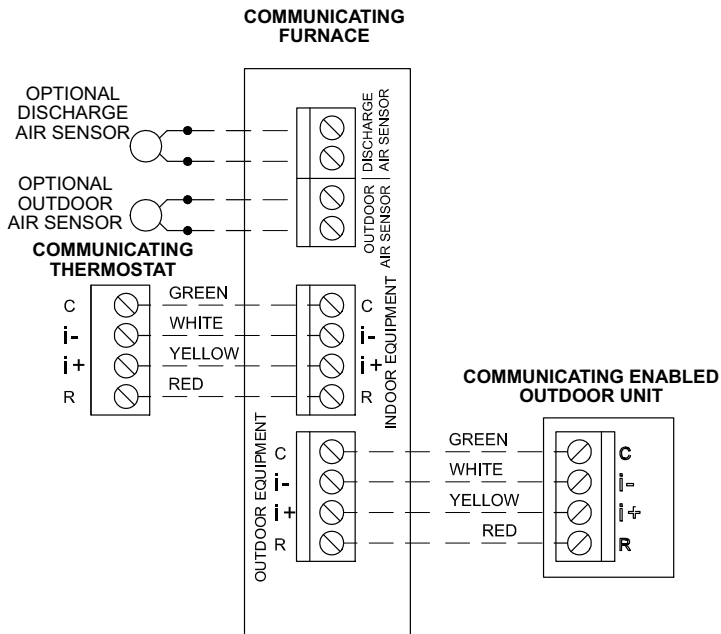 COMMUNICATING
FURNACE
OPTIONAL
DISCHARGE
AIR SENSOR
DISCHARGE
AIR SENSOR
OPTIONAL
OUTDOOR
AIR SENSOR
OUTDOOR
AIR SENSOR
COMMUNICATING
THERMOSTAT
C
GREEN
C
i-
WHITE
i-
i+
YELLOW
i+
R
RED
R
INDOOR EQUIPMENT
COMMUNICATING ENABLED
OUTDOOR UNIT
OUTDOOR EQUIPMENT
C
GREEN
C
i-
WHITE
i-
i+
YELLOW
i+
R
RED
R